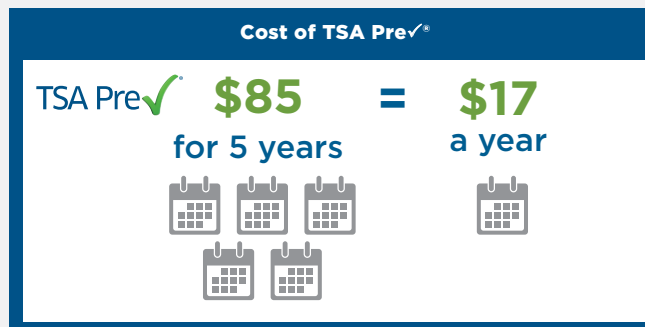 Cost of TSA Pre✓®
TSA Pre✓® $85 = $17
for 5 years a year